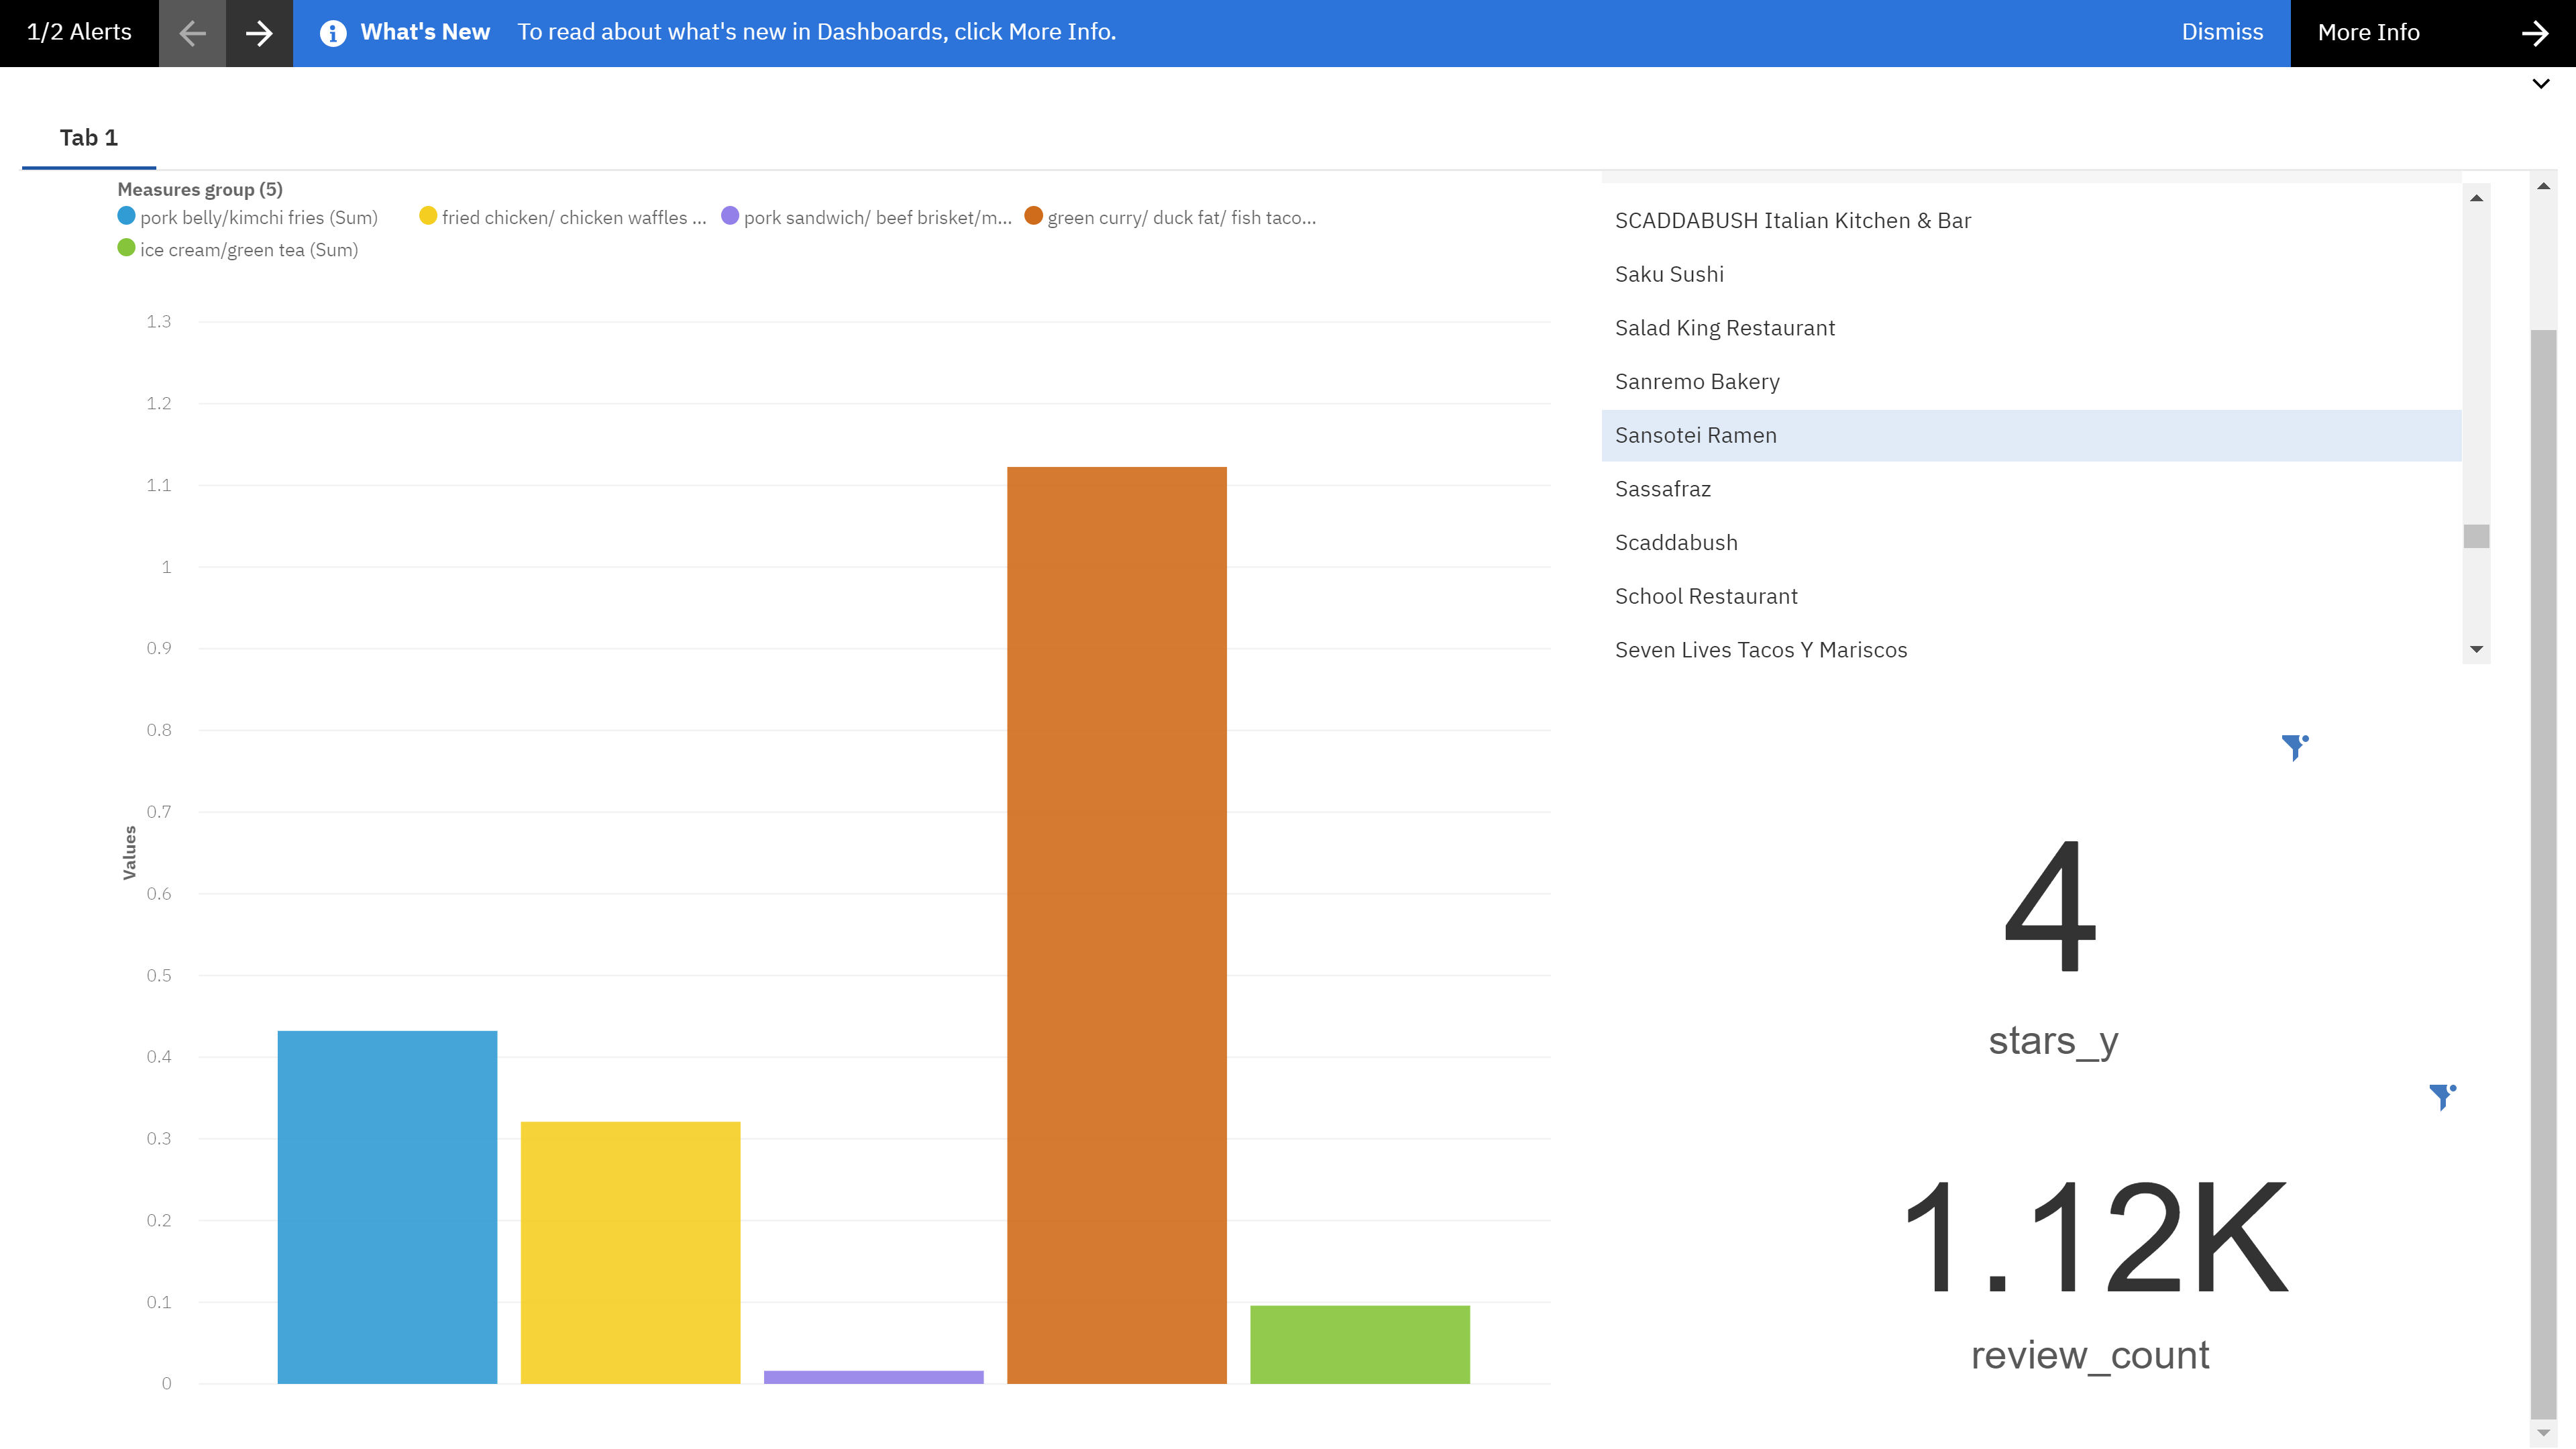 1/2 Alerts
What's New To read about what's new in Dashboards, click More Info.
Dismiss
More Info
Tab 1
Measures group (5)
pork belly/kimchi fries (Sum)
fried chicken/ chicken waffles ...
pork sandwich/ beef brisket/m...
green curry/ duck fat/ fish taco...
ice cream/green tea (Sum)
Values
1.3
1.2
1.1
1
0.9
0.8
0.7
0.6
0.5
0.4
0.3
0.2
0.1
0
SCADDABUSH Italian Kitchen & Bar
Saku Sushi
Salad King Restaurant
Sanremo Bakery
Sansotei Ramen
Sassafraz
Scaddabush
School Restaurant
Seven Lives Tacos Y Mariscos
4
stars_y
1.12K
review_count